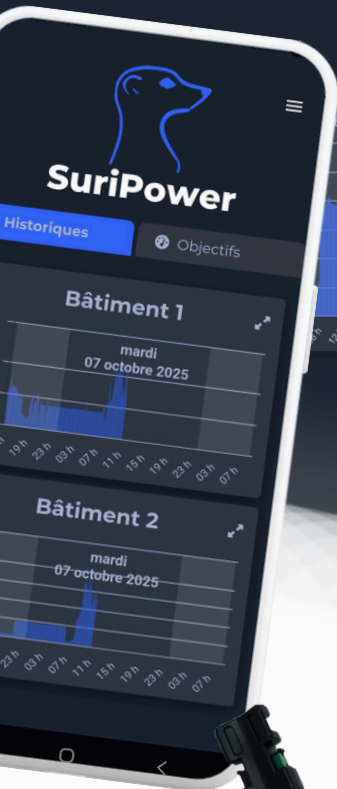 SuriPower
Historiques
Objectifs
Bâtiment 1
mardi
07 octobre 2025
19 h
23 h
03 h
07 h
11 h
15 h
19 h
23 h
03 h
07 h
Bâtiment 2
mardi
07 octobre 2025
23 h
03 h
07 h
11 h
15 h
19 h
23 h
03 h
07 h